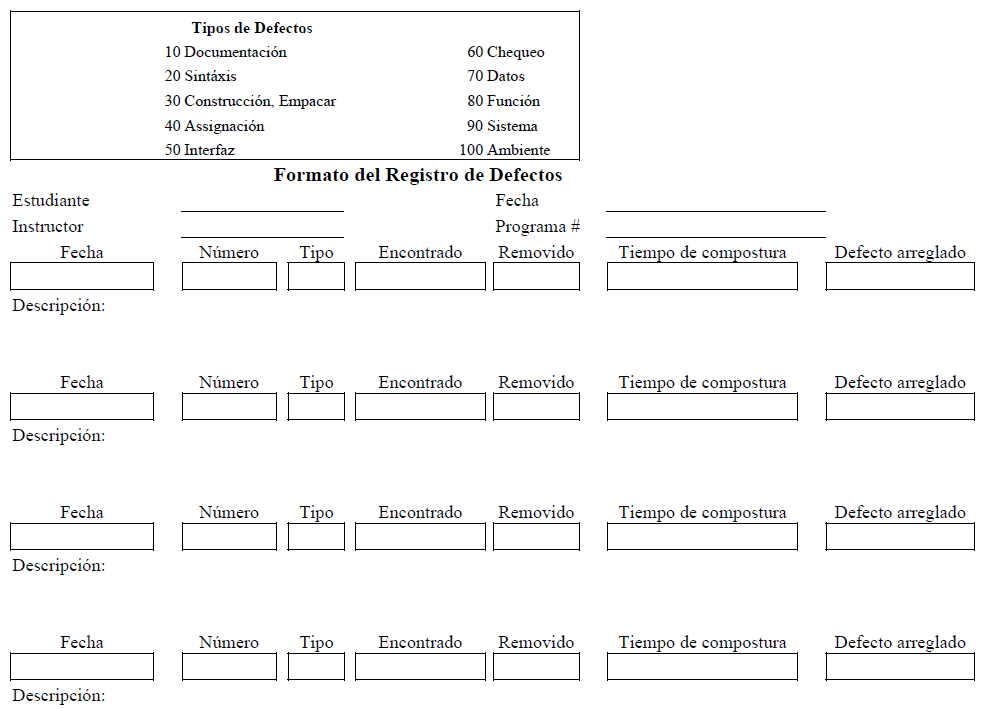 Tipos de Defectos
10 Documentación 60 Chequeo
20 Sintáxis 70 Datos
30 Construcción, Empacar 80 Función
40 Assignación 90 Sistema
50 Interfaz 100 Ambiente
Formato del Registro de Defectos
Estudiante Fecha
Instructor Programa #
Fecha Número Tipo Encontrado Removido Tiempo de compostura Defecto arreglado
Descripción:
Fecha Número Tipo Encontrado Removido Tiempo de compostura Defecto arreglado
Descripción:
Fecha Número Tipo Encontrado Removido Tiempo de compostura Defecto arreglado
Descripción:
Fecha Número Tipo Encontrado Removido Tiempo de compostura Defecto arreglado
Descripción: